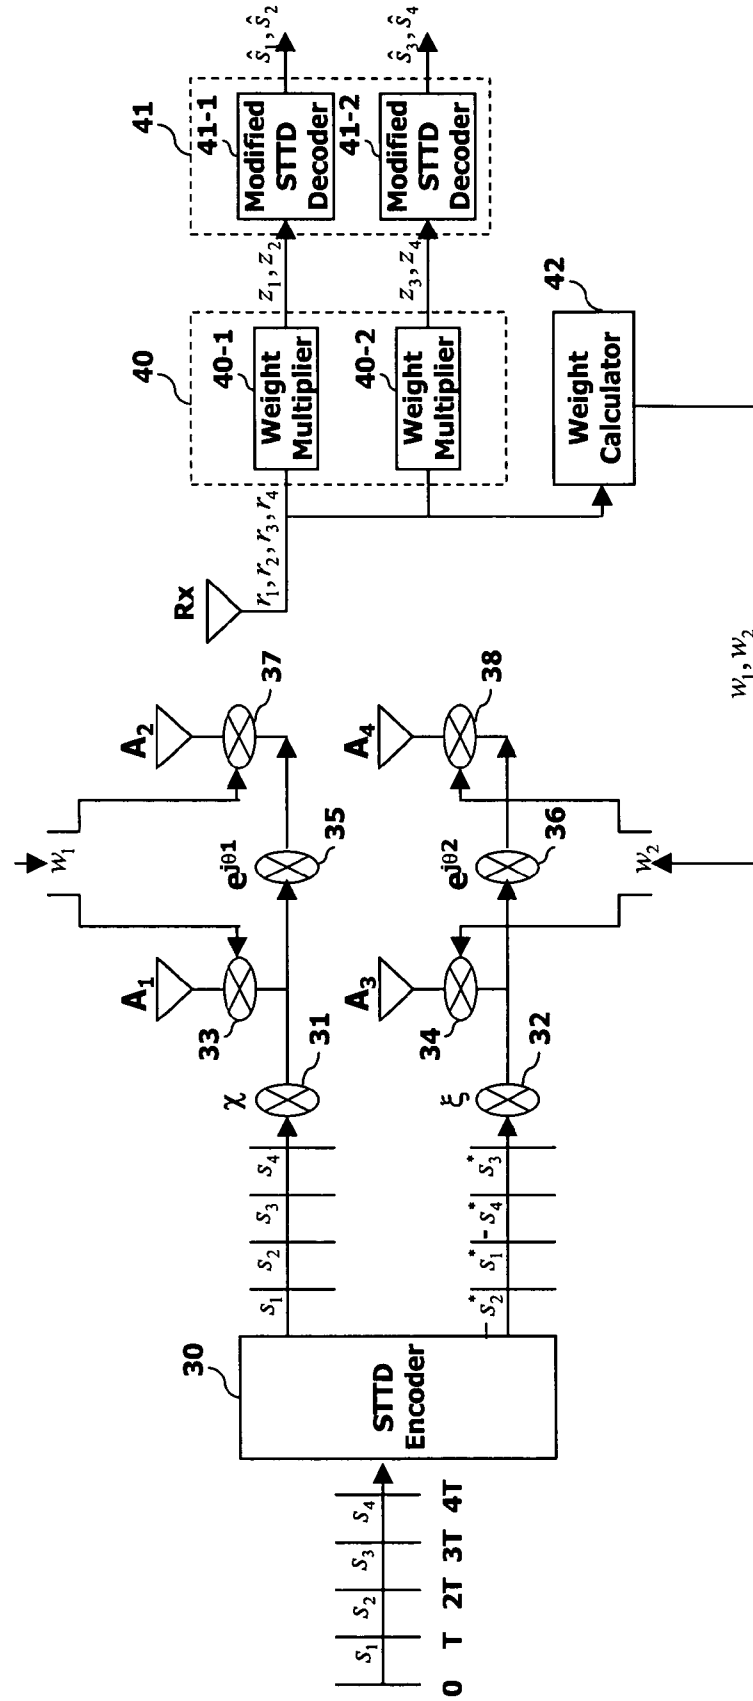 0 T 2T 3T 4T
s₁ s₂ s₃ s₄
30
STTD
Encoder
s₁ s₂ s₃ s₄
-s₂* s₁* -s₄* s₃*
χ
31
ξ
32
A₁
33
A₃
34
w₁
e^jθ1
35
e^jθ2
36
w₂
A₂
37
A₄
38
w₁, w₂
Rx
r₁, r₂, r₃, r₄
40
40-1
Weight
Multiplier
40-2
Weight
Multiplier
42
Weight
Calculator
z₁, z₂
z₃, z₄
41
41-1
Modified
STTD
Decoder
41-2
Modified
STTD
Decoder
ŝ₁, ŝ₂
ŝ₃, ŝ₄